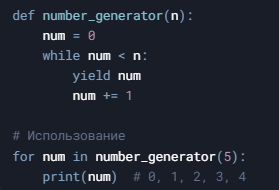 def number_generator(n):
    num = 0
    while num < n:
        yield num
        num += 1

# Использование
for num in number_generator(5):
    print(num)  # 0, 1, 2, 3, 4